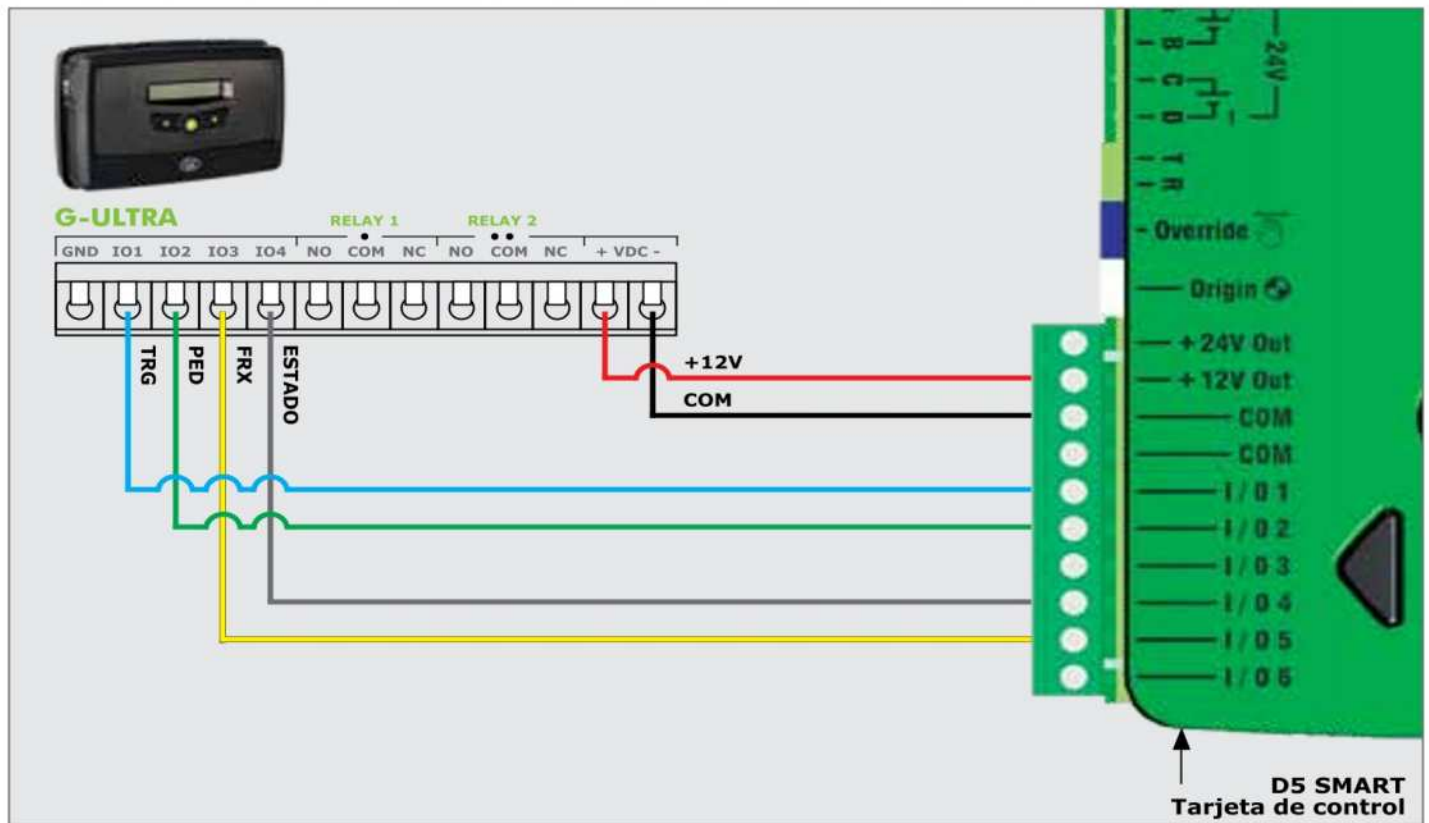 G-ULTRA
RELAY 1
RELAY 2
GND IO1 IO2 IO3 IO4 NO COM NC NO COM NC + VDC -
TRG
PED
FRX
ESTADO
+12V
COM
B
24V
C
D
T
R
Override
Origin
+ 24V Out
+ 12V Out
COM
COM
I / O 1
I / O 2
I / O 3
I / O 4
I / O 5
I / O 6
D5 SMART
Tarjeta de control